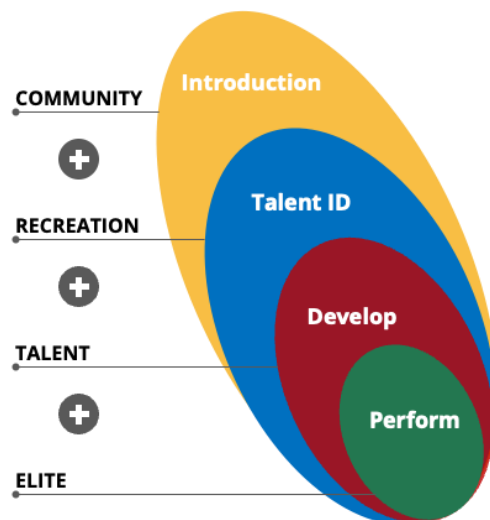 Introduction
COMMUNITY
Talent ID
RECREATION
Develop
TALENT
Perform
ELITE